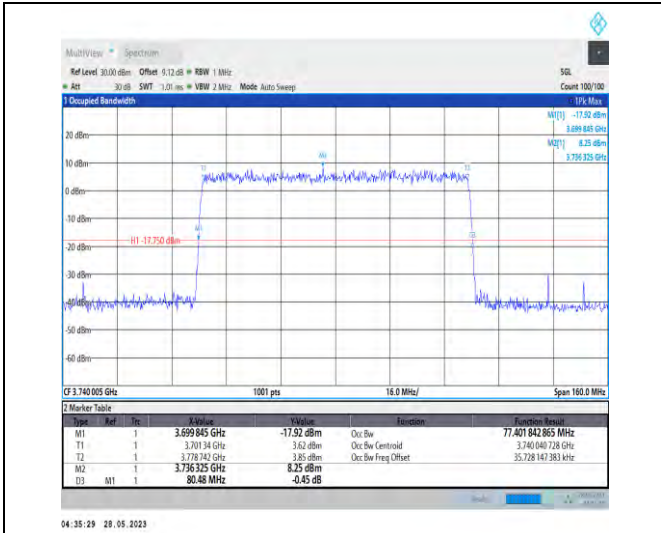 MultiView Spectrum
Ref Level 30.00 dBm Offset 9.12 dB RBW 1 MHz SGL
Att 30 dB SWT 1.01 ms VBW 2 MHz Mode Auto Sweep Count 100/100
1 Occupied Bandwidth 1Pk Max
M1[1] -17.92 dBm
3.699 845 GHz
M2[1] 8.25 dBm
3.736 325 GHz
20 dBm
10 dBm
M2
T1
T2
0 dBm
-10 dBm
M1
D3
H1 -17.750 dBm
-20 dBm
-30 dBm
-40 dBm
-50 dBm
-60 dBm
CF 3.740 005 GHz 1001 pts 16.0 MHz/ Span 160.0 MHz
2 Marker Table
Type Ref Trc X-Value Y-Value Function Function Result
M1 1 3.699 845 GHz -17.92 dBm Occ Bw 77.401 842 865 MHz
T1 1 3.701 34 GHz 3.62 dBm Occ Bw Centroid 3.740 040 728 GHz
T2 1 3.778 742 GHz 3.85 dBm Occ Bw Freq Offset 35.728 147 383 kHz
M2 1 3.736 325 GHz 8.25 dBm
D3 M1 1 80.48 MHz -0.45 dB
04:35:29 28.05.2023